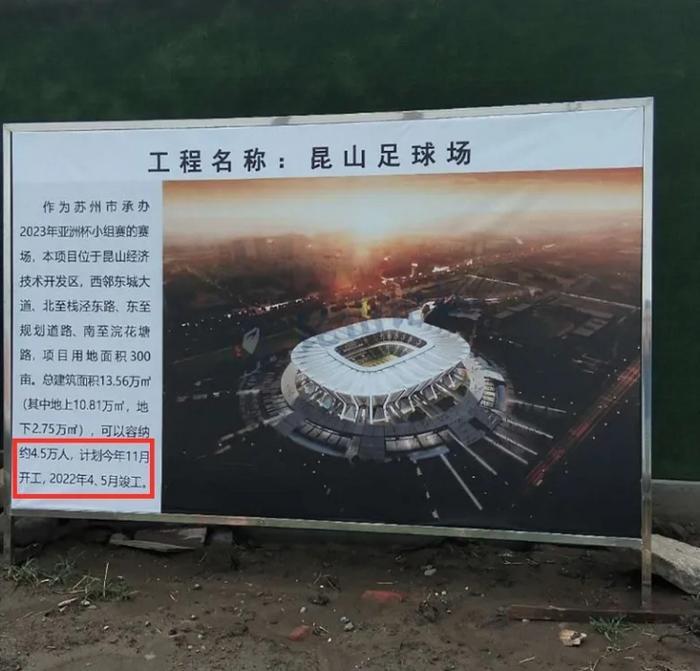 工程名称：昆山足球场
作为苏州市承办
2023年亚洲杯小组赛的赛
场，本项目位于昆山经济
技术开发区，西邻东城大
道、北至栈泾东路、东至
规划道路、南至浣花塘
路，项目用地面积300
亩。总建筑面积13.56万㎡
（其中地上10.81万㎡，地
下2.75万㎡），可以容纳
约4.5万人，计划今年11月
开工，2022年4、5月竣工。